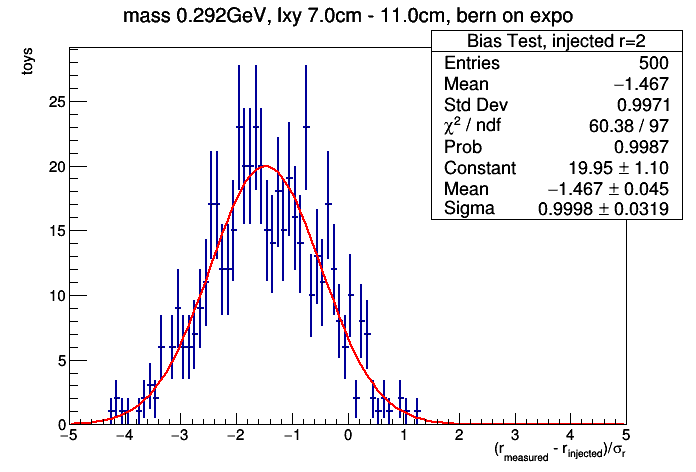 mass 0.292GeV, lxy 7.0cm - 11.0cm, bern on expo
Bias Test, injected r=2
Entries 500
Mean −1.467
Std Dev 0.9971
χ² / ndf 60.38 / 97
Prob 0.9987
Constant 19.95 ± 1.10
Mean −1.467 ± 0.045
Sigma 0.9998 ± 0.0319
toys
25
20
15
10
5
0
−5 −4 −3 −2 −1 0 1 2 3 4 5
(r_measured - r_injected)/σ_r